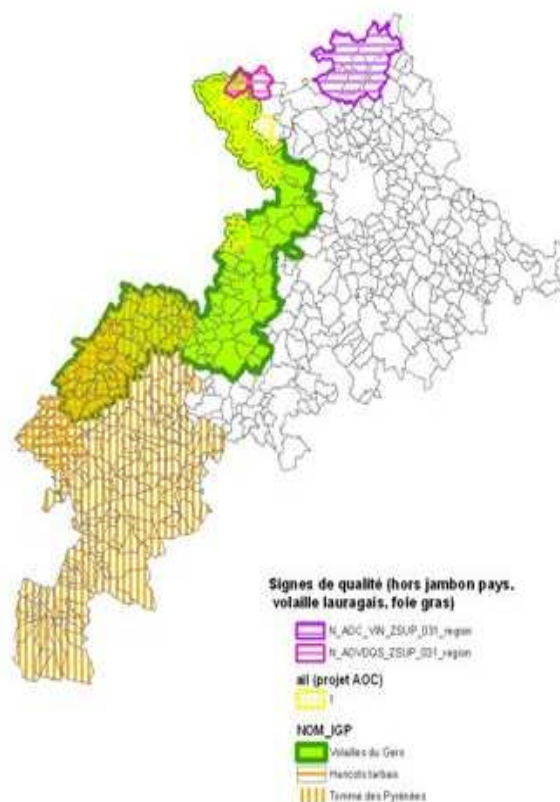 Signes de qualité (hors jambon pays,
volaille lauragais, foie gras)
N_AOC_VIN_ZSUP_031_region
N_AOVDQS_ZSUP_031_region
ail (projet AOC)
1
NOM_IGP
Volailles du Gers
Haricots tarbais
Tomme des Pyrénées